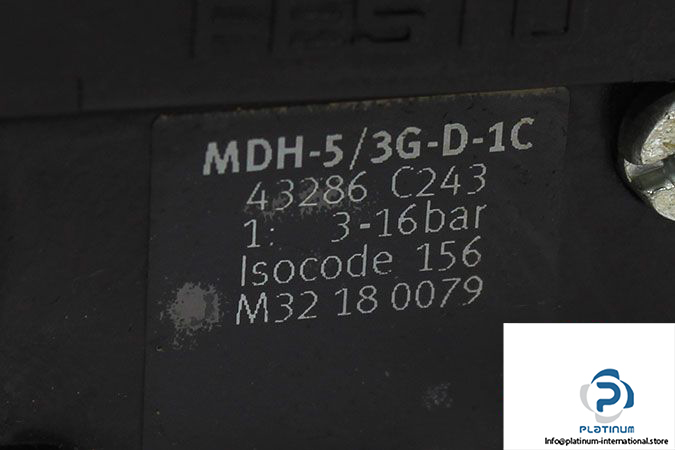 MDH-5/3G-D-1C
43286 C243
1: 3-16bar
Isocode 156
M32 18 0079
PLATINUM
Info@platinum-international.store